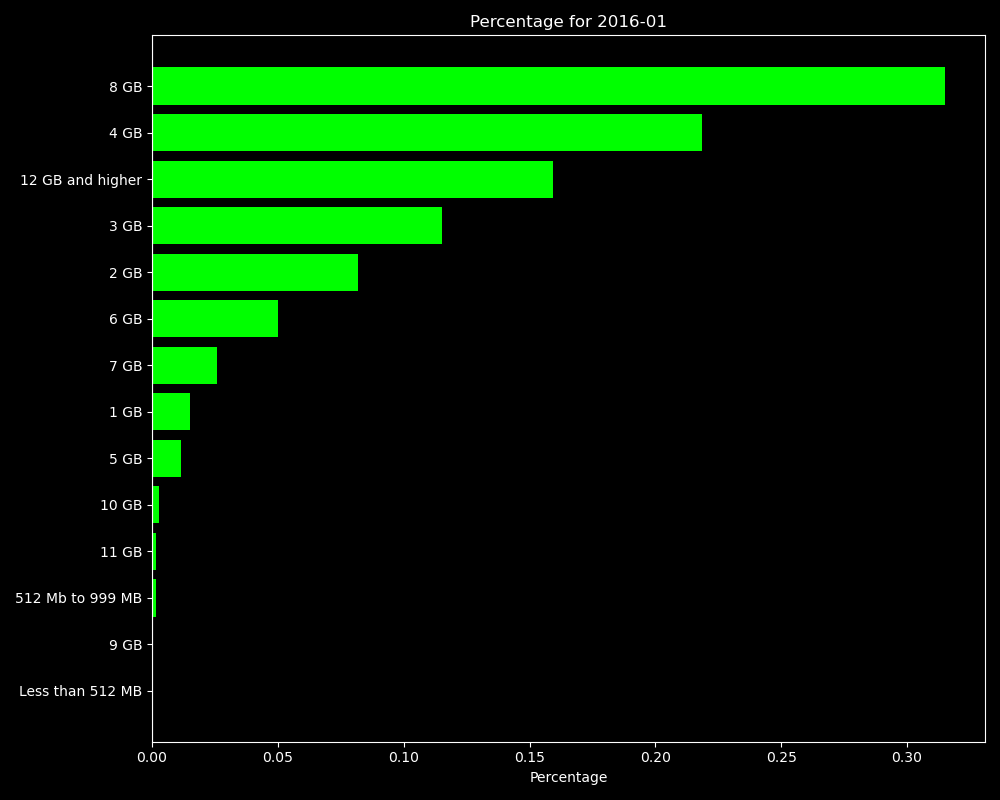 Percentage for 2016-01
8 GB
4 GB
12 GB and higher
3 GB
2 GB
6 GB
7 GB
1 GB
5 GB
10 GB
11 GB
512 Mb to 999 MB
9 GB
Less than 512 MB
0.00 0.05 0.10 0.15 0.20 0.25 0.30
Percentage